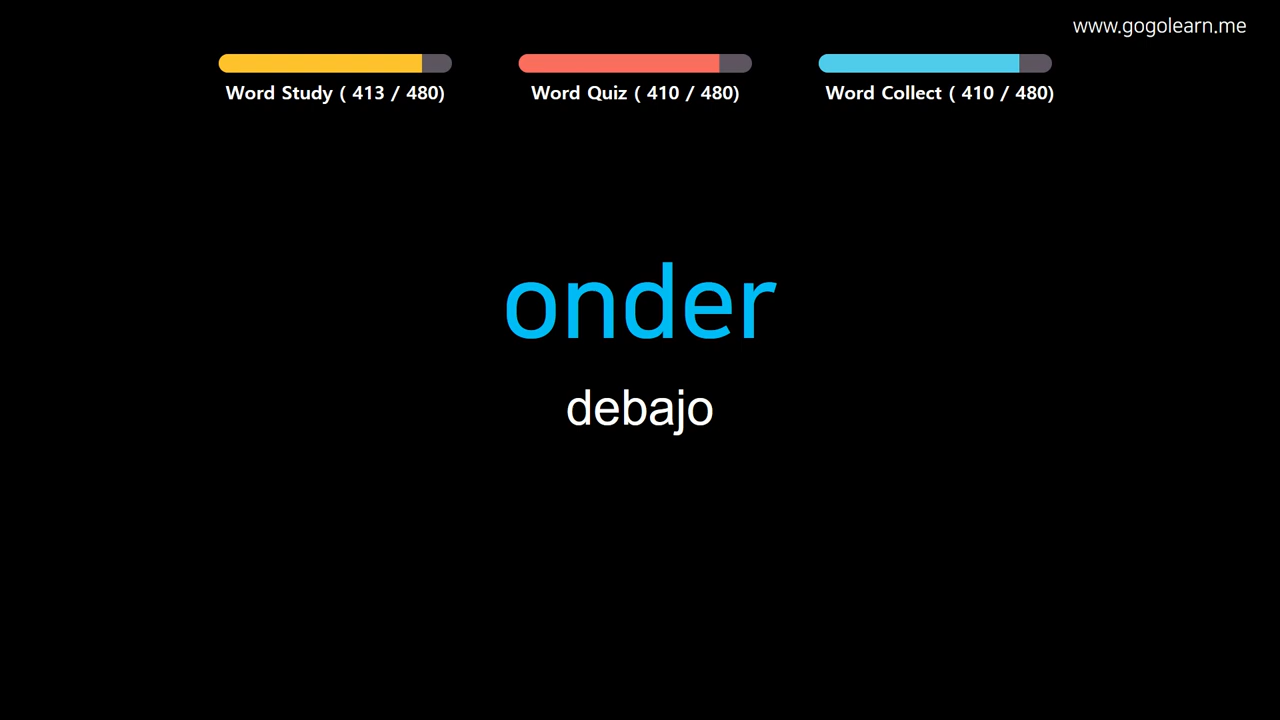 www.gogolearn.me
Word Study ( 413 / 480)
Word Quiz ( 410 / 480)
Word Collect ( 410 / 480)
onder
debajo